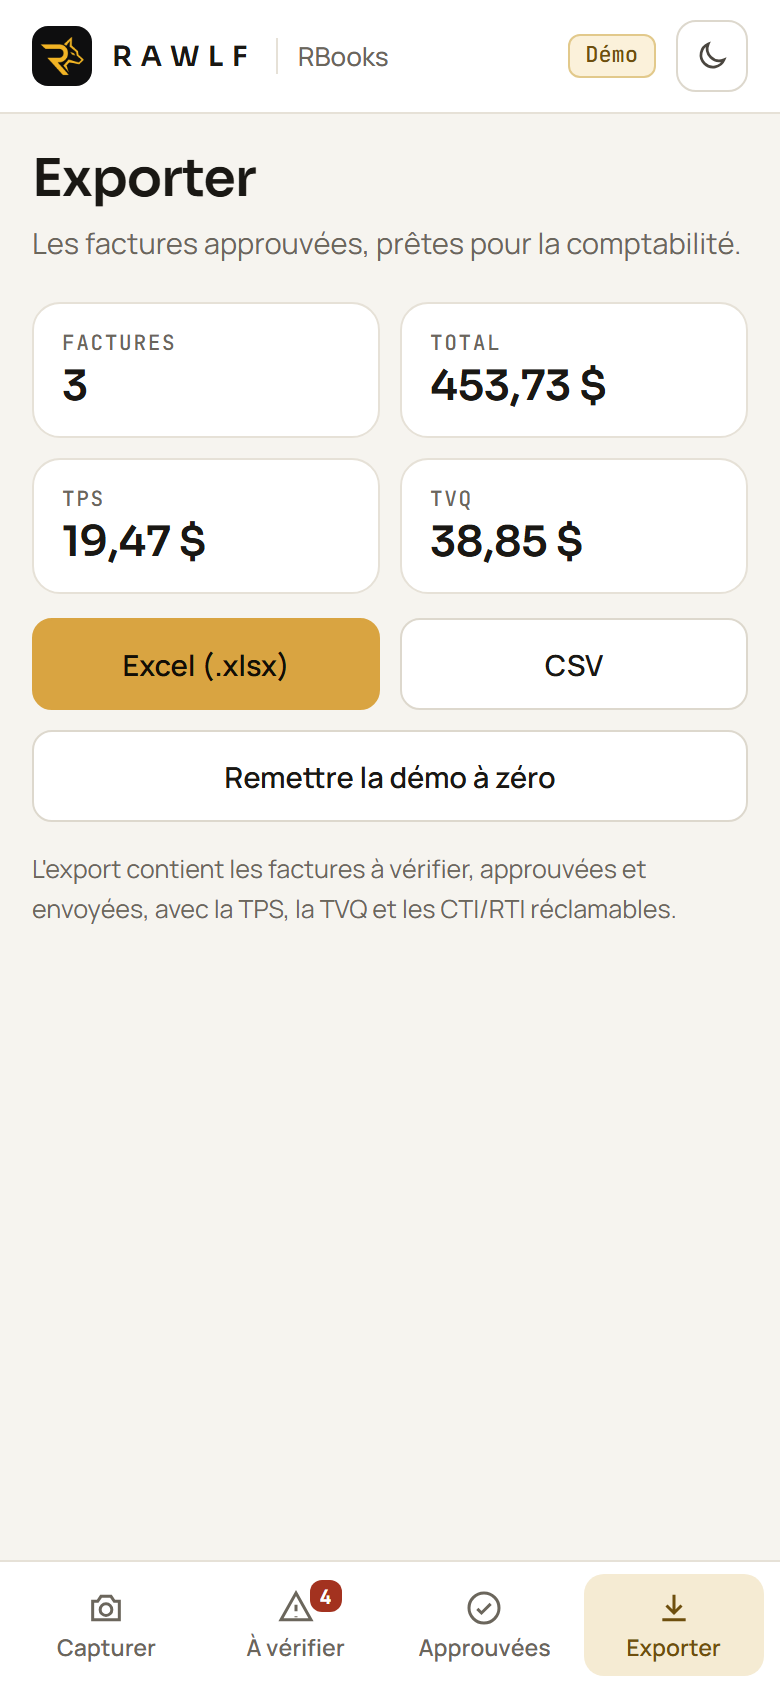 RAWLF
RBooks
Démo
Exporter
Les factures approuvées, prêtes pour la comptabilité.
FACTURES
3
TOTAL
453,73 $
TPS
19,47 $
TVQ
38,85 $
Excel (.xlsx)
CSV
Remettre la démo à zéro
L'export contient les factures à vérifier, approuvées et
envoyées, avec la TPS, la TVQ et les CTI/RTI réclamables.
4
Capturer
À vérifier
Approuvées
Exporter